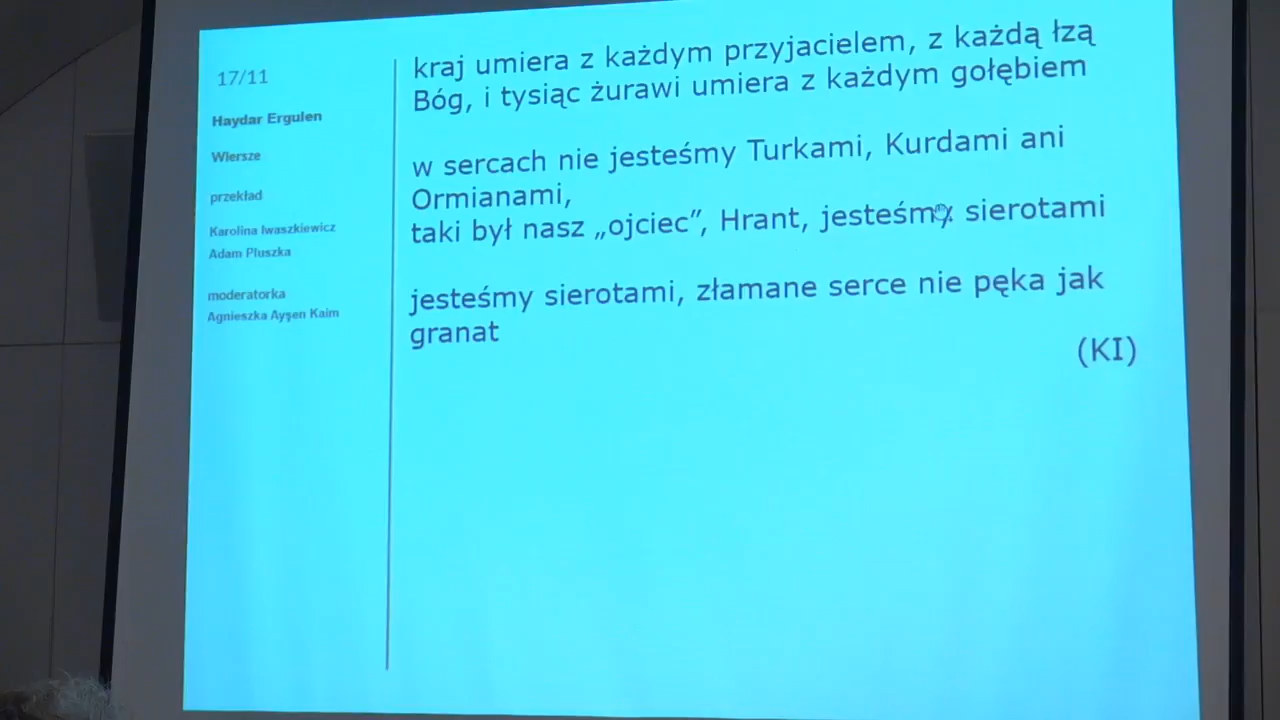 17/11
Haydar Ergulen
Wiersze
przekład
Karolina Iwaszkiewicz
Adam Pluszka
moderatorka
Agnieszka Ayşen Kaim
kraj umiera z każdym przyjacielem, z każdą łzą
Bóg, i tysiąc żurawi umiera z każdym gołębiem
w sercach nie jesteśmy Turkami, Kurdami ani
Ormianami,
taki był nasz „ojciec”, Hrant, jesteśmy sierotami
jesteśmy sierotami, złamane serce nie pęka jak
granat
(KI)